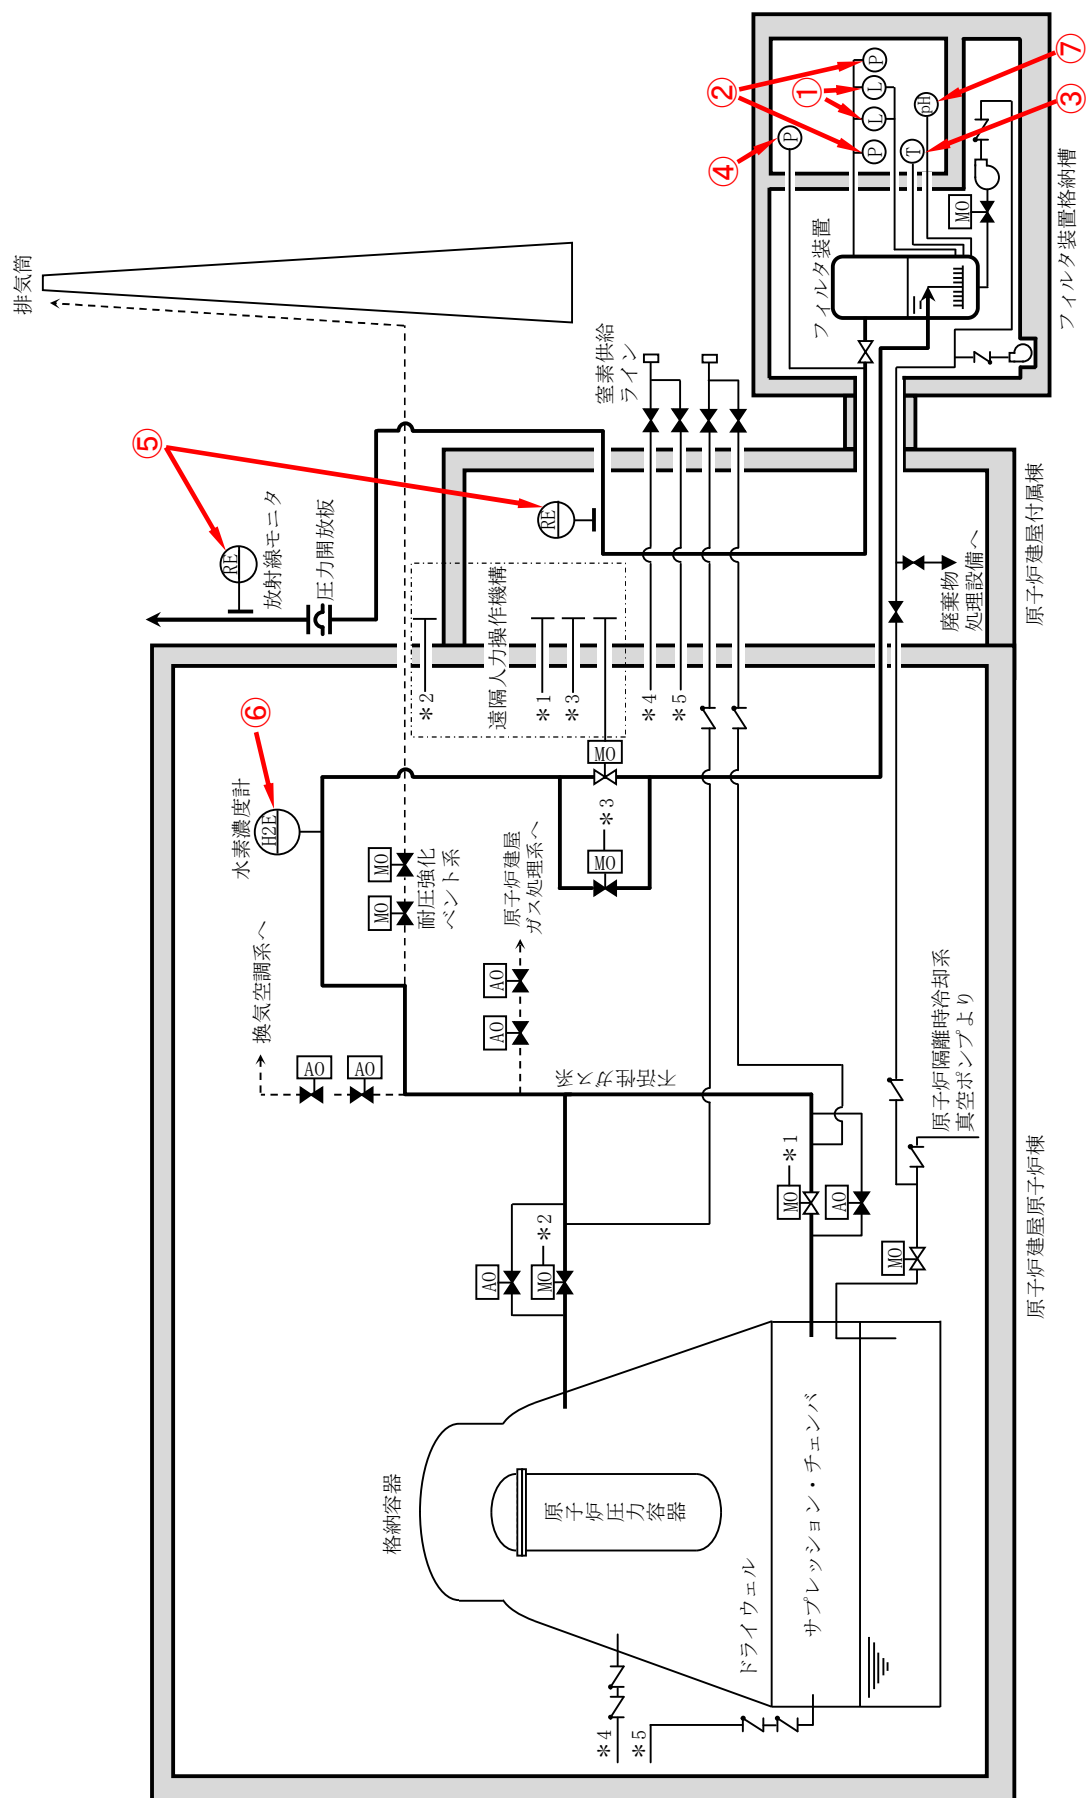 排気筒
⑤
放射線モニタ
RE
圧力開放板
RE
窒素供給
ライン
④
②
①
⑦
③
P
P
L
L
P
T
pH
MO
フィルタ装置
フィルタ装置格納槽
⑥
水素濃度計
H2E
遠隔人力操作機構
＊2
＊1
＊3
＊4
＊5
MO
＊3
MO
原子炉建屋付属棟
廃棄物
処理設備へ
MO
MO
耐圧強化
ベント系
原子炉建屋
ガス処理系へ
AO
AO
換気空調系へ
AO
AO
不活性ガス系
原子炉隔離時冷却系
真空ポンプより
＊1
MO
AO
MO
＊2
AO
MO
原子炉建屋原子炉棟
格納容器
原子炉圧力容器
ドライウェル
サプレッション・チェンバ
＊4
＊5